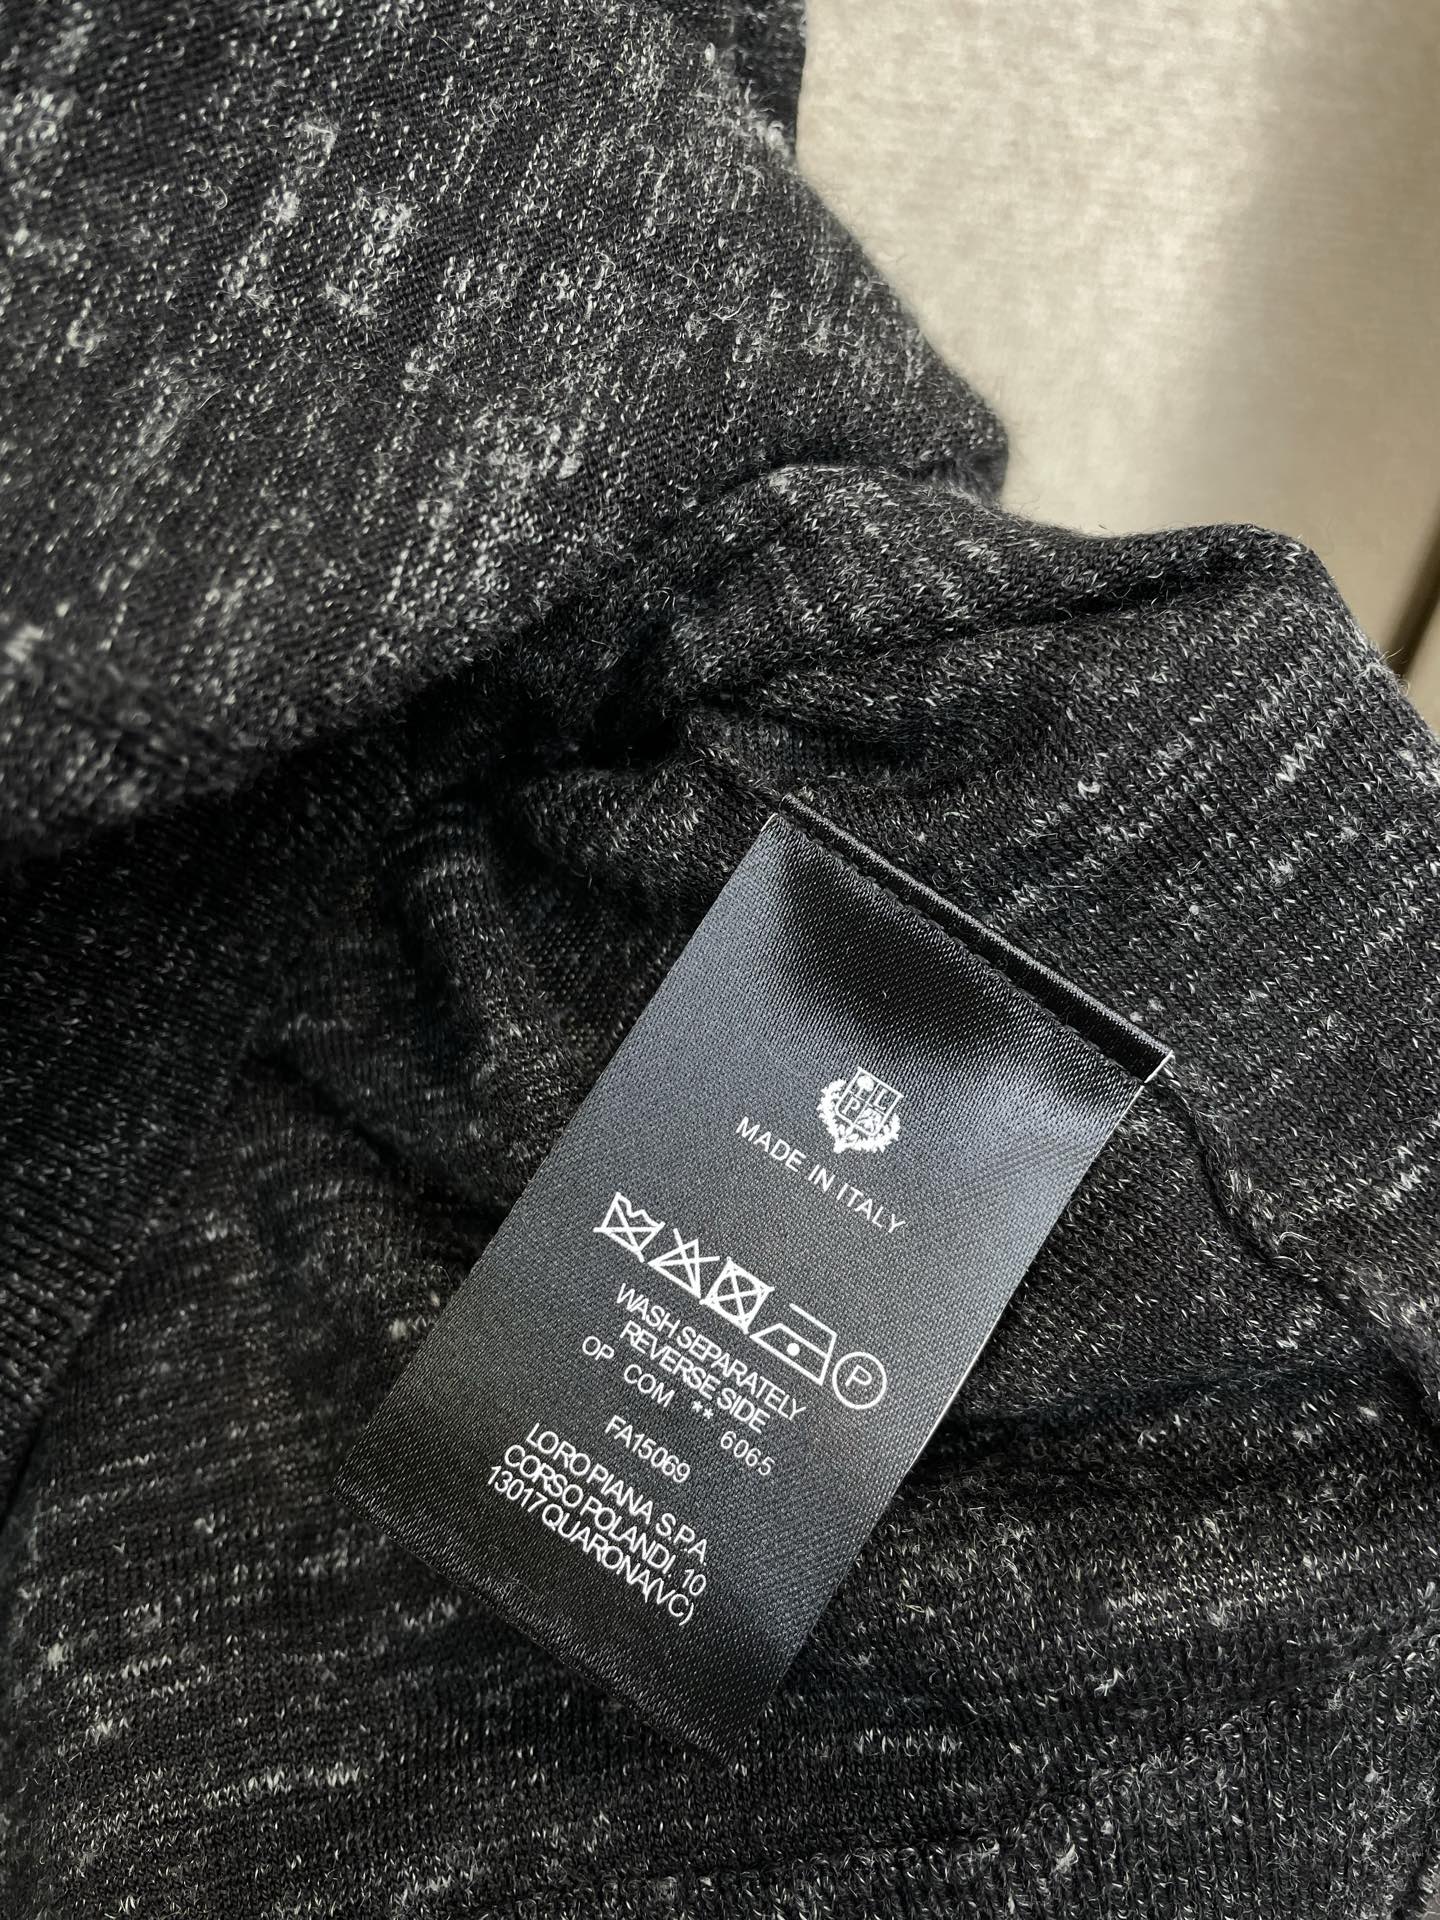 L
P
MADE IN ITALY
P
WASH SEPARATELY
REVERSE SIDE
OP COM ** 6065
FA15069
LORO PIANA S.P.A.
CORSO POLANDI, 10
13017 QUARONA(VC)